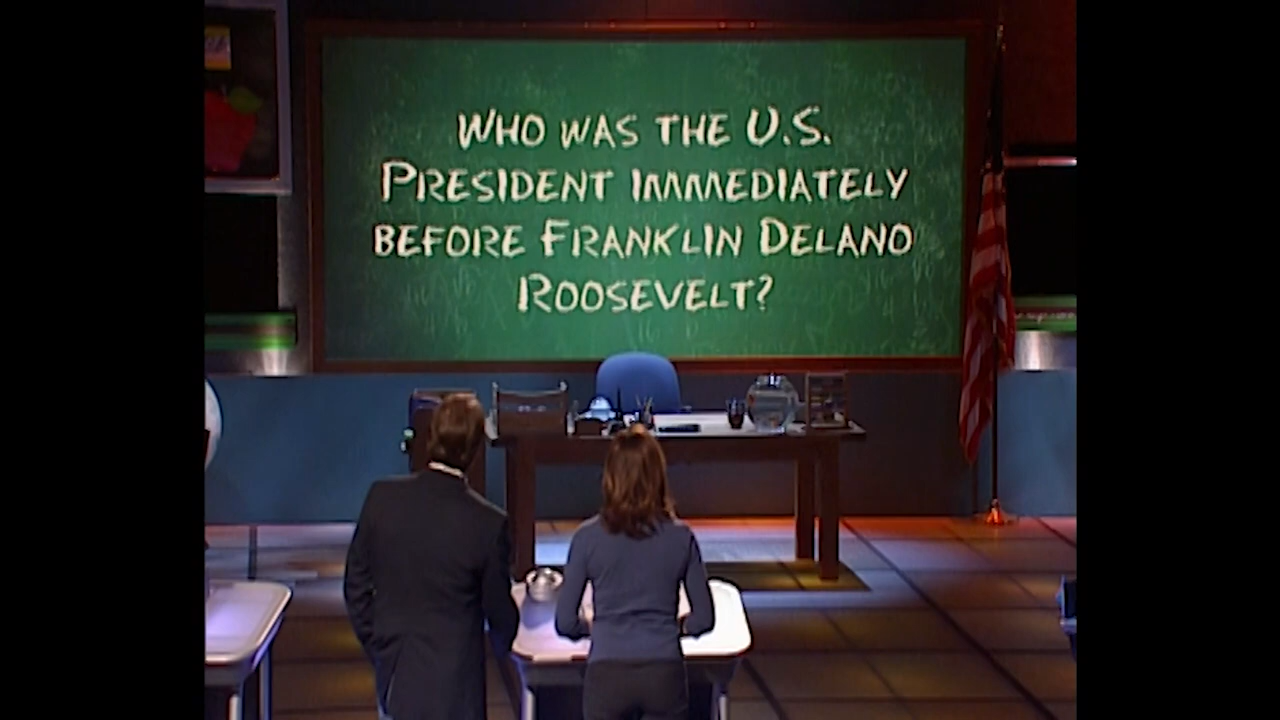 WHO WAS THE U.S.
PRESIDENT IMMEDIATELY
BEFORE FRANKLIN DELANO
ROOSEVELT?